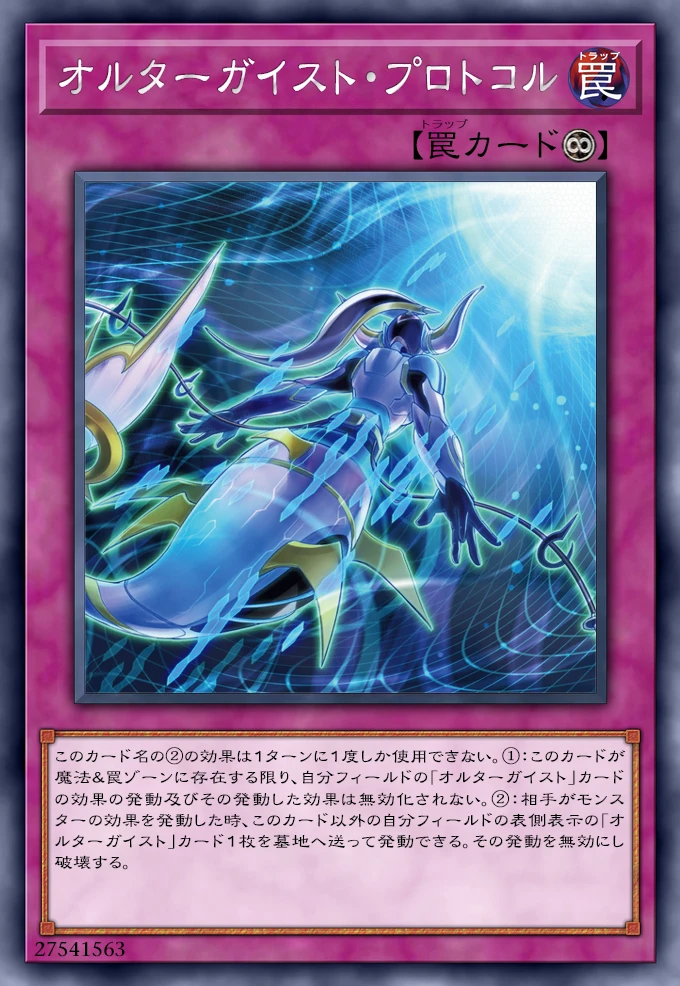 オルターガイスト・プロトコル
トラップ
罠
トラップ
【罠カード】
このカード名の②の効果は1ターンに1度しか使用できない。①：このカードが
魔法&罠ゾーンに存在する限り、自分フィールドの「オルターガイスト」カード
の効果の発動及びその発動した効果は無効化されない。②：相手がモンス
ターの効果を発動した時、このカード以外の自分フィールドの表側表示の「オ
ルターガイスト」カード1枚を墓地へ送って発動できる。その発動を無効にし
破壊する。
27541563